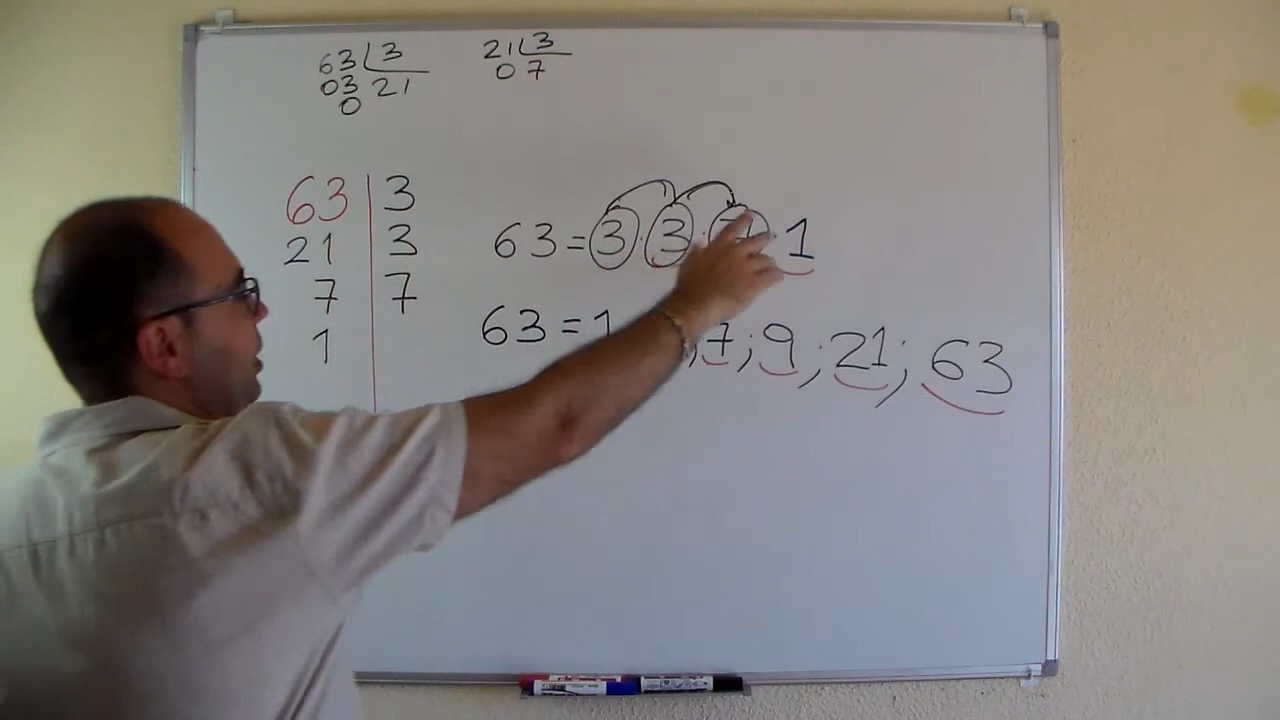 63 3 21 3
03 21 0 7
0
63 3
21 3
7 7
1
63 = 3 · 3 · 1
63 = 1 ; 7 ; 9 ; 21 ; 63